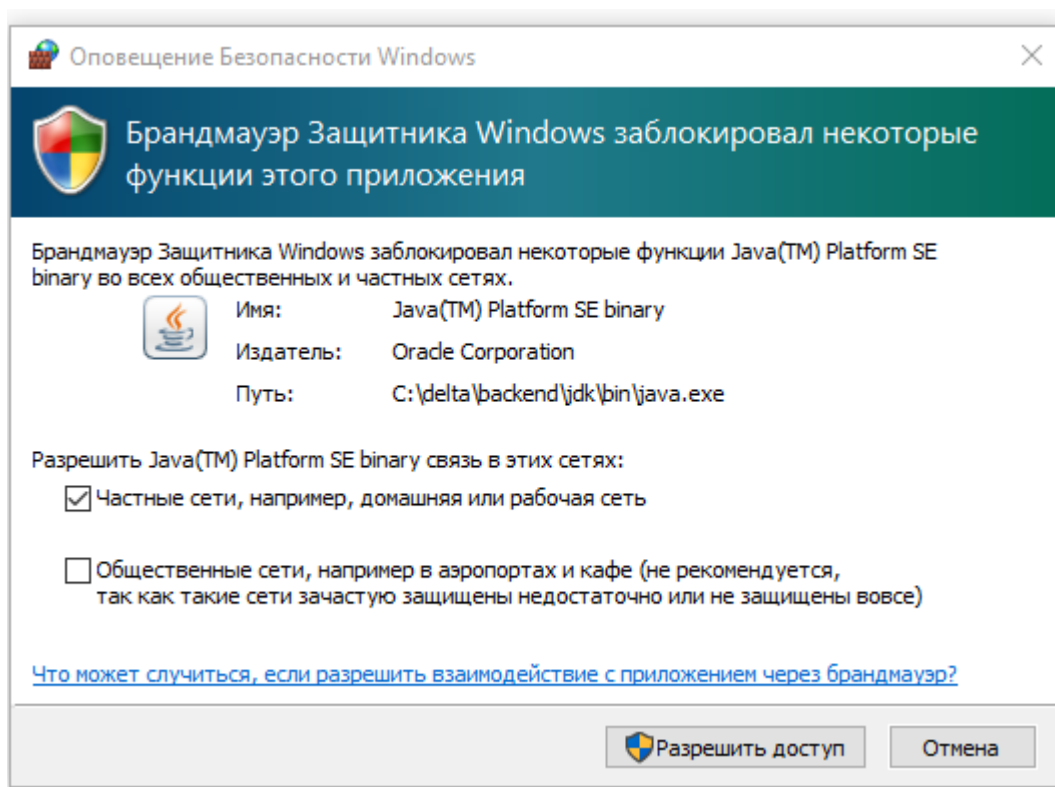 Оповещение Безопасности Windows
Брандмауэр Защитника Windows заблокировал некоторые
функции этого приложения
Брандмауэр Защитника Windows заблокировал некоторые функции Java(TM) Platform SE
binary во всех общественных и частных сетях.
Имя: Java(TM) Platform SE binary
Издатель: Oracle Corporation
Путь: C:\delta\backend\jdk\bin\java.exe
Разрешить Java(TM) Platform SE binary связь в этих сетях:
Частные сети, например, домашняя или рабочая сеть
Общественные сети, например в аэропортах и кафе (не рекомендуется,
так как такие сети зачастую защищены недостаточно или не защищены вовсе)
Что может случиться, если разрешить взаимодействие с приложением через брандмауэр?
Разрешить доступ Отмена